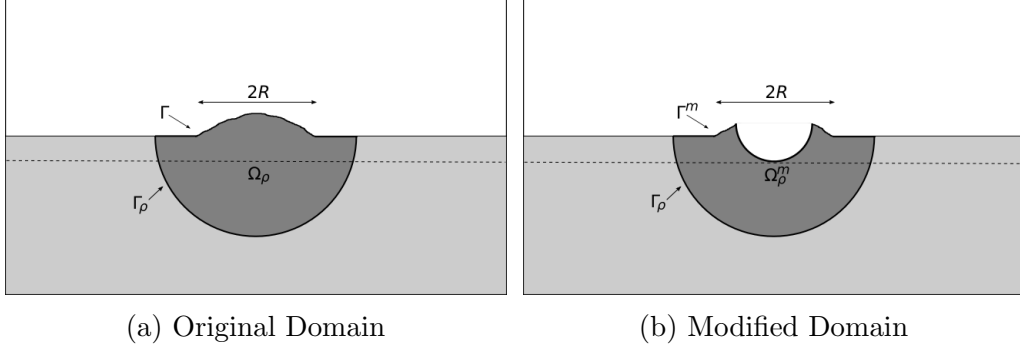 2R
Γ
Ω_ρ
Γ_ρ
2R
Γ^m
Ω_ρ^m
Γ_ρ
(a) Original Domain
(b) Modified Domain